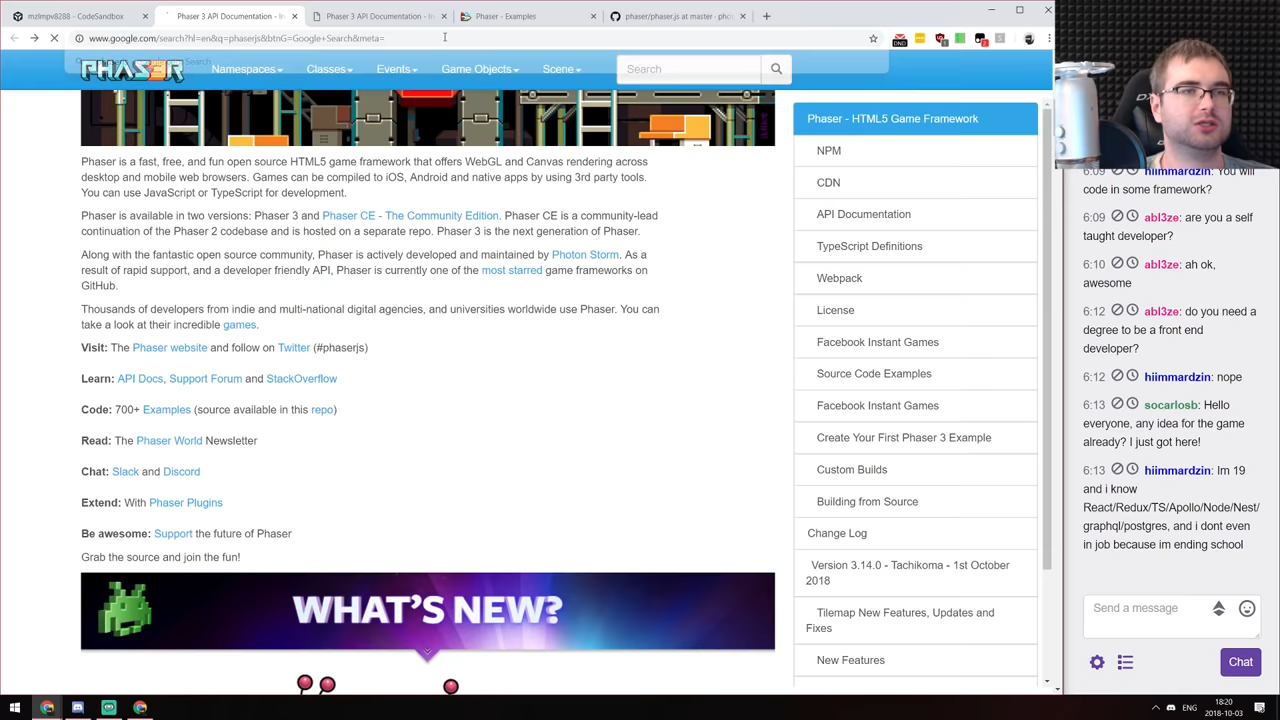 mzlmpv8288 - CodeSandbox
Phaser 3 API Documentation - In
Phaser 3 API Documentation - In
Phaser - Examples
phaser/phaser.js at master · phot
www.google.com/search?hl=en&q=phaserjs&btnG=Google+Search&meta=
PHASER
Namespaces
Classes
Events
Game Objects
Scene
Search
Phaser is a fast, free, and fun open source HTML5 game framework that offers WebGL and Canvas rendering across
desktop and mobile web browsers. Games can be compiled to iOS, Android and native apps by using 3rd party tools.
You can use JavaScript or TypeScript for development.
Phaser is available in two versions: Phaser 3 and Phaser CE - The Community Edition. Phaser CE is a community-lead
continuation of the Phaser 2 codebase and is hosted on a separate repo. Phaser 3 is the next generation of Phaser.
Along with the fantastic open source community, Phaser is actively developed and maintained by Photon Storm. As a
result of rapid support, and a developer friendly API, Phaser is currently one of the most starred game frameworks on
GitHub.
Thousands of developers from indie and multi-national digital agencies, and universities worldwide use Phaser. You can
take a look at their incredible games.
Visit: The Phaser website and follow on Twitter (#phaserjs)
Learn: API Docs, Support Forum and StackOverflow
Code: 700+ Examples (source available in this repo)
Read: The Phaser World Newsletter
Chat: Slack and Discord
Extend: With Phaser Plugins
Be awesome: Support the future of Phaser
Grab the source and join the fun!
WHAT'S NEW?
Phaser - HTML5 Game Framework
NPM
CDN
API Documentation
TypeScript Definitions
Webpack
License
Facebook Instant Games
Source Code Examples
Facebook Instant Games
Create Your First Phaser 3 Example
Custom Builds
Building from Source
Change Log
Version 3.14.0 - Tachikoma - 1st October
2018
Tilemap New Features, Updates and
Fixes
New Features
6:09 hiimmardzin: You will
code in some framework?
6:09 abl3ze: are you a self
taught developer?
6:10 abl3ze: ah ok,
awesome
6:12 abl3ze: do you need a
degree to be a front end
developer?
6:12 hiimmardzin: nope
6:13 socarlosb: Hello
everyone, any idea for the game
already? I just got here!
6:13 hiimmardzin: Im 19
and i know
React/Redux/TS/Apollo/Node/Nest/
graphql/postgres, and i dont even
in job because im ending school
Send a message
Chat
ENG
18:20
2018-10-03